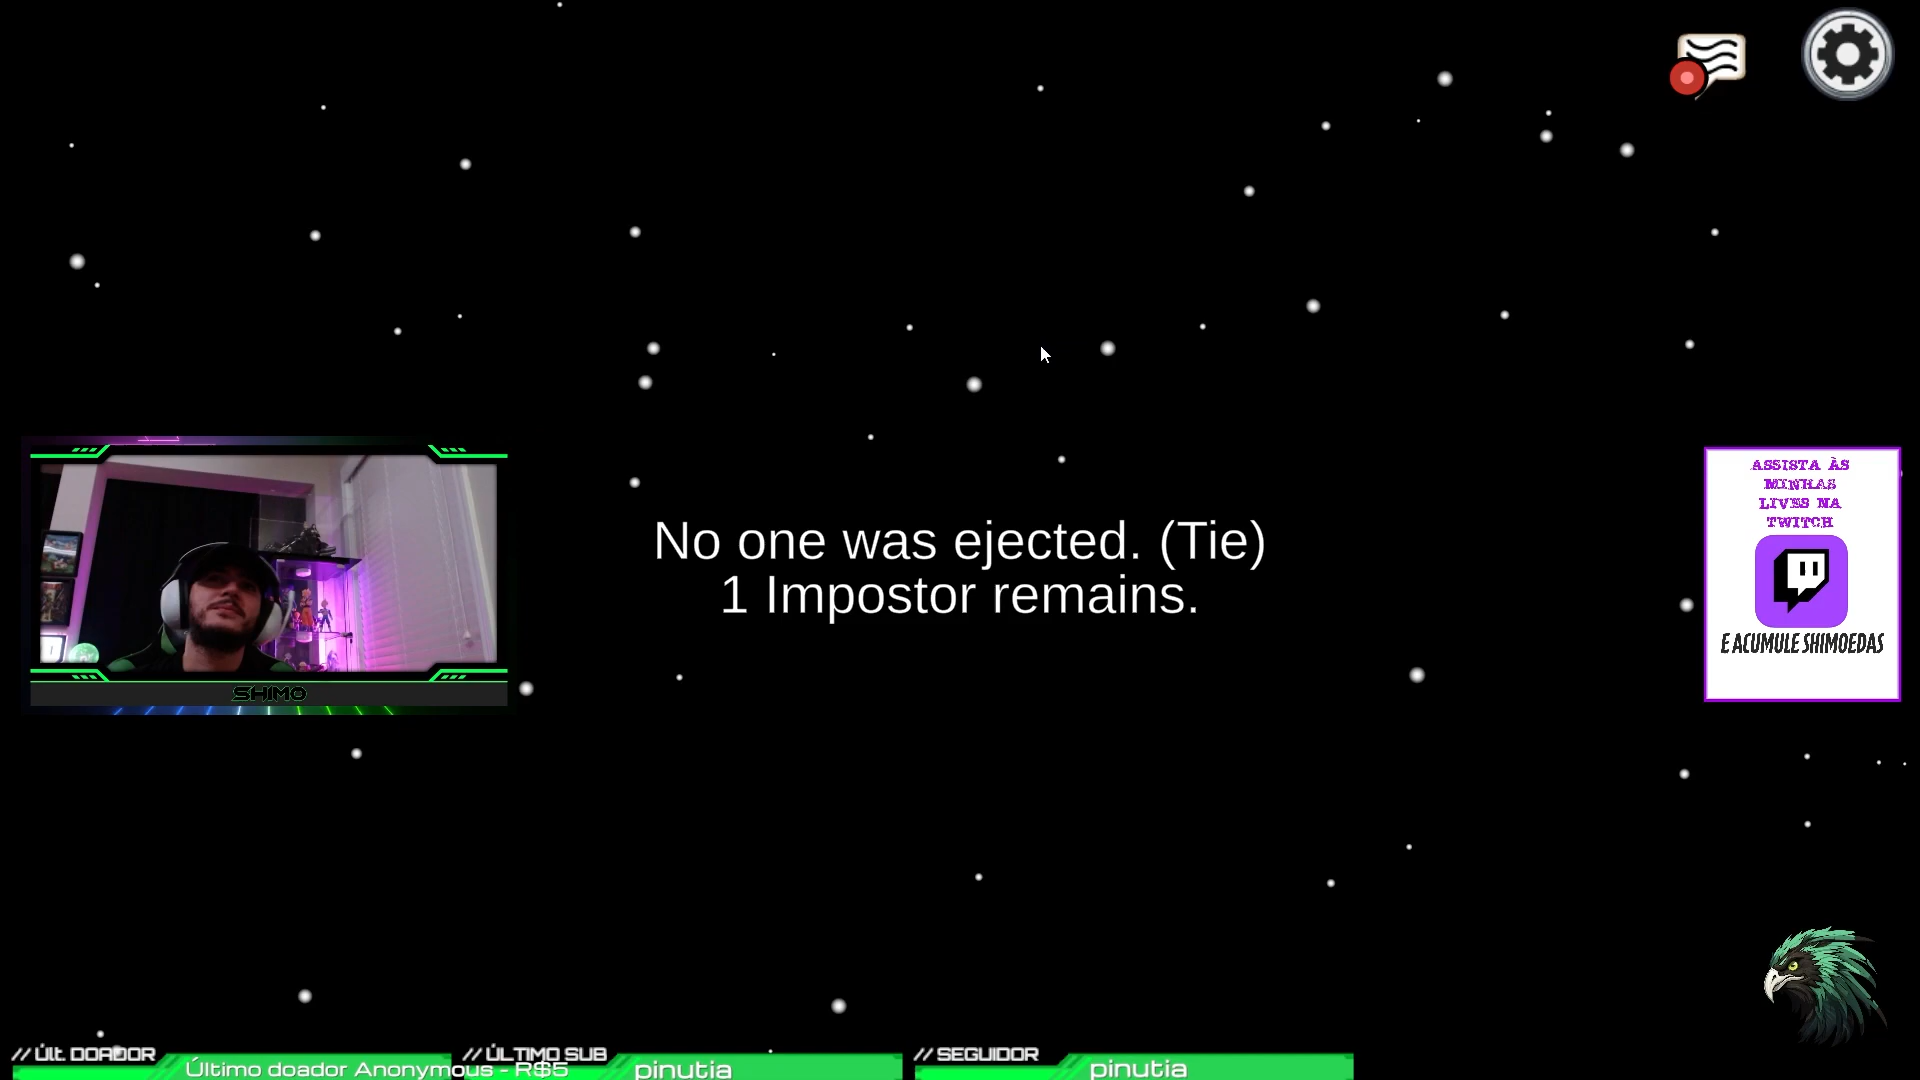 No one was ejected. (Tie)
1 Impostor remains.
SHIMO
ASSISTA ÀS
MINHAS
LIVES NA
TWITCH
E ACUMULE SHIMOEDAS
// Últ. DOADOR
Último doador Anonymous - R$5
// ÚLTIMO SUB
pinutia
// SEGUIDOR
pinutia